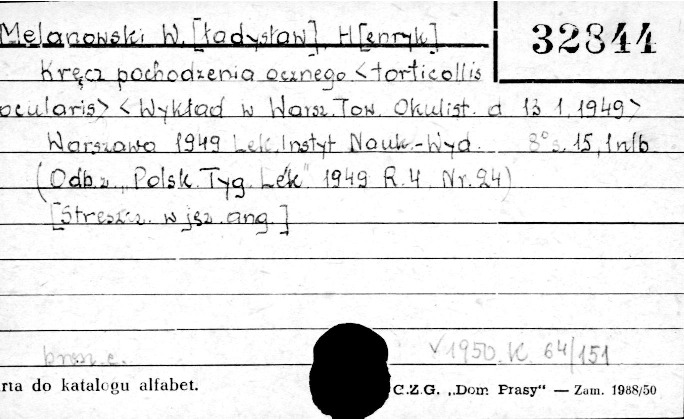 Melanowski W.[ładysław], H[enryk]
32844
Kręcz pochodzenia ocznego <torticollis
ocularis> <Wykład w Warsz. Tow. Okulist. d 13 1.1949>
Warszawa 1949 Lek. Instyt Nauk.-Wyd. 8° s. 15, 1 nlb
(Odb. z „Polsk. Tyg. Lek" 1949 R.4. Nr. 24)
[Streszcz. w jęz. ang.]
brosz. c.
√ 1950 K 64/151
rta do katalogu alfabet.
C.Z.G. „Dom Prasy" — Zam. 1988/50